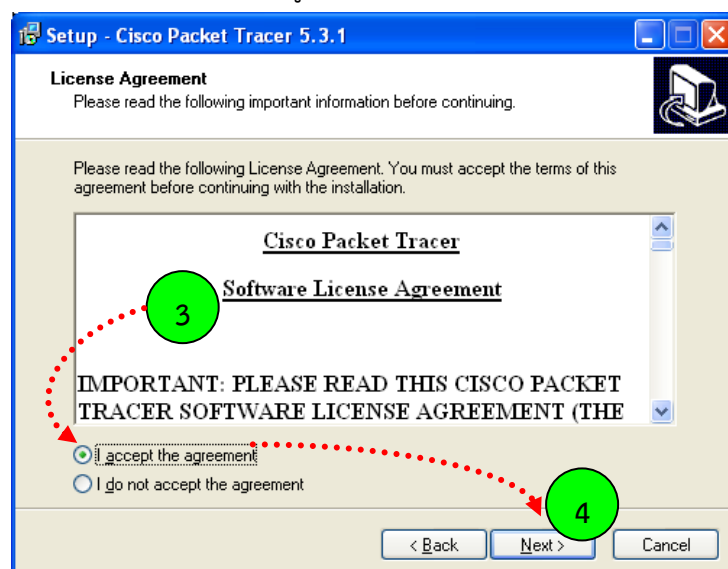 Setup - Cisco Packet Tracer 5.3.1
License Agreement
Please read the following important information before continuing.
Please read the following License Agreement. You must accept the terms of this
agreement before continuing with the installation.
Cisco Packet Tracer
Software License Agreement
3
IMPORTANT: PLEASE READ THIS CISCO PACKET
TRACER SOFTWARE LICENSE AGREEMENT (THE
I accept the agreement
I do not accept the agreement
4
< Back
Next >
Cancel